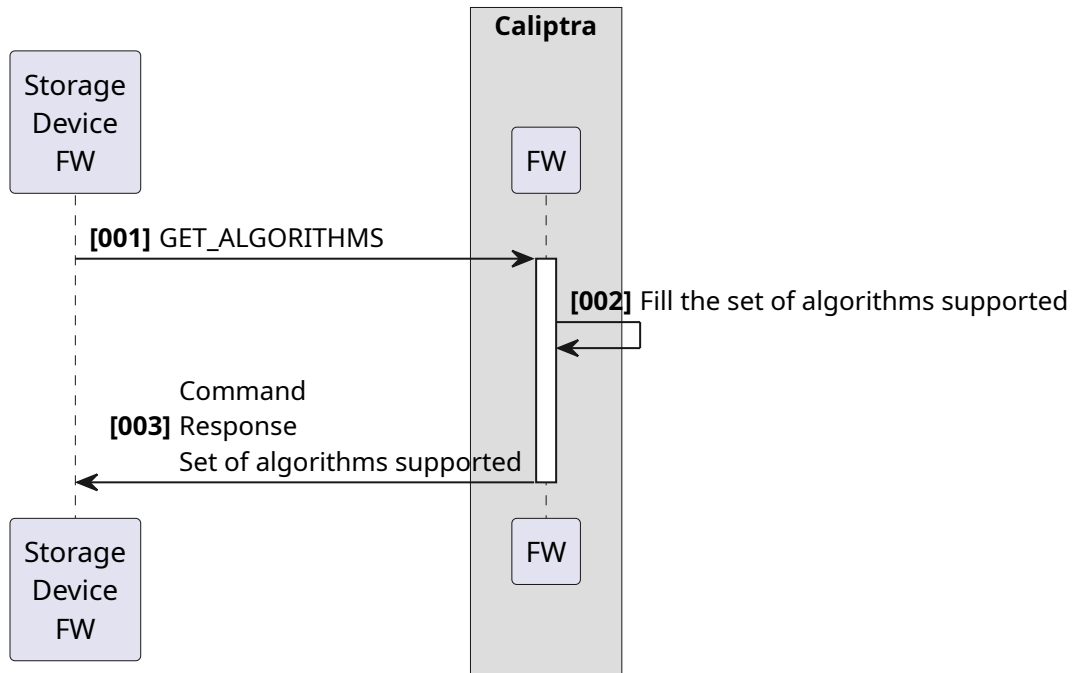 Caliptra
Storage
Device
FW
FW
[001] GET_ALGORITHMS
[002] Fill the set of algorithms supported
Command
[003] Response
Set of algorithms supported
Storage
Device
FW
FW